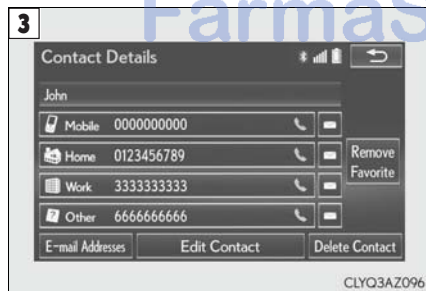 3
FarmaS
Contact Details
John
Mobile 0000000000
Home 0123456789
Remove
Favorite
Work 3333333333
Other 6666666666
E-mail Addresses Edit Contact Delete Contact
CLYQ3AZ096